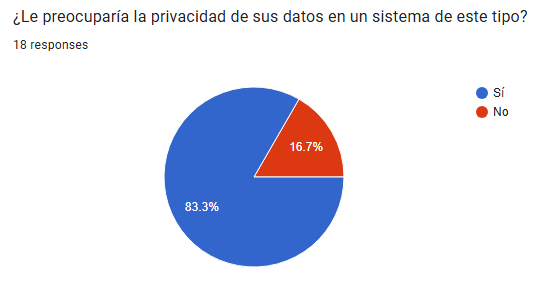 ¿Le preocuparía la privacidad de sus datos en un sistema de este tipo?
18 responses
Sí
No
16.7%
83.3%